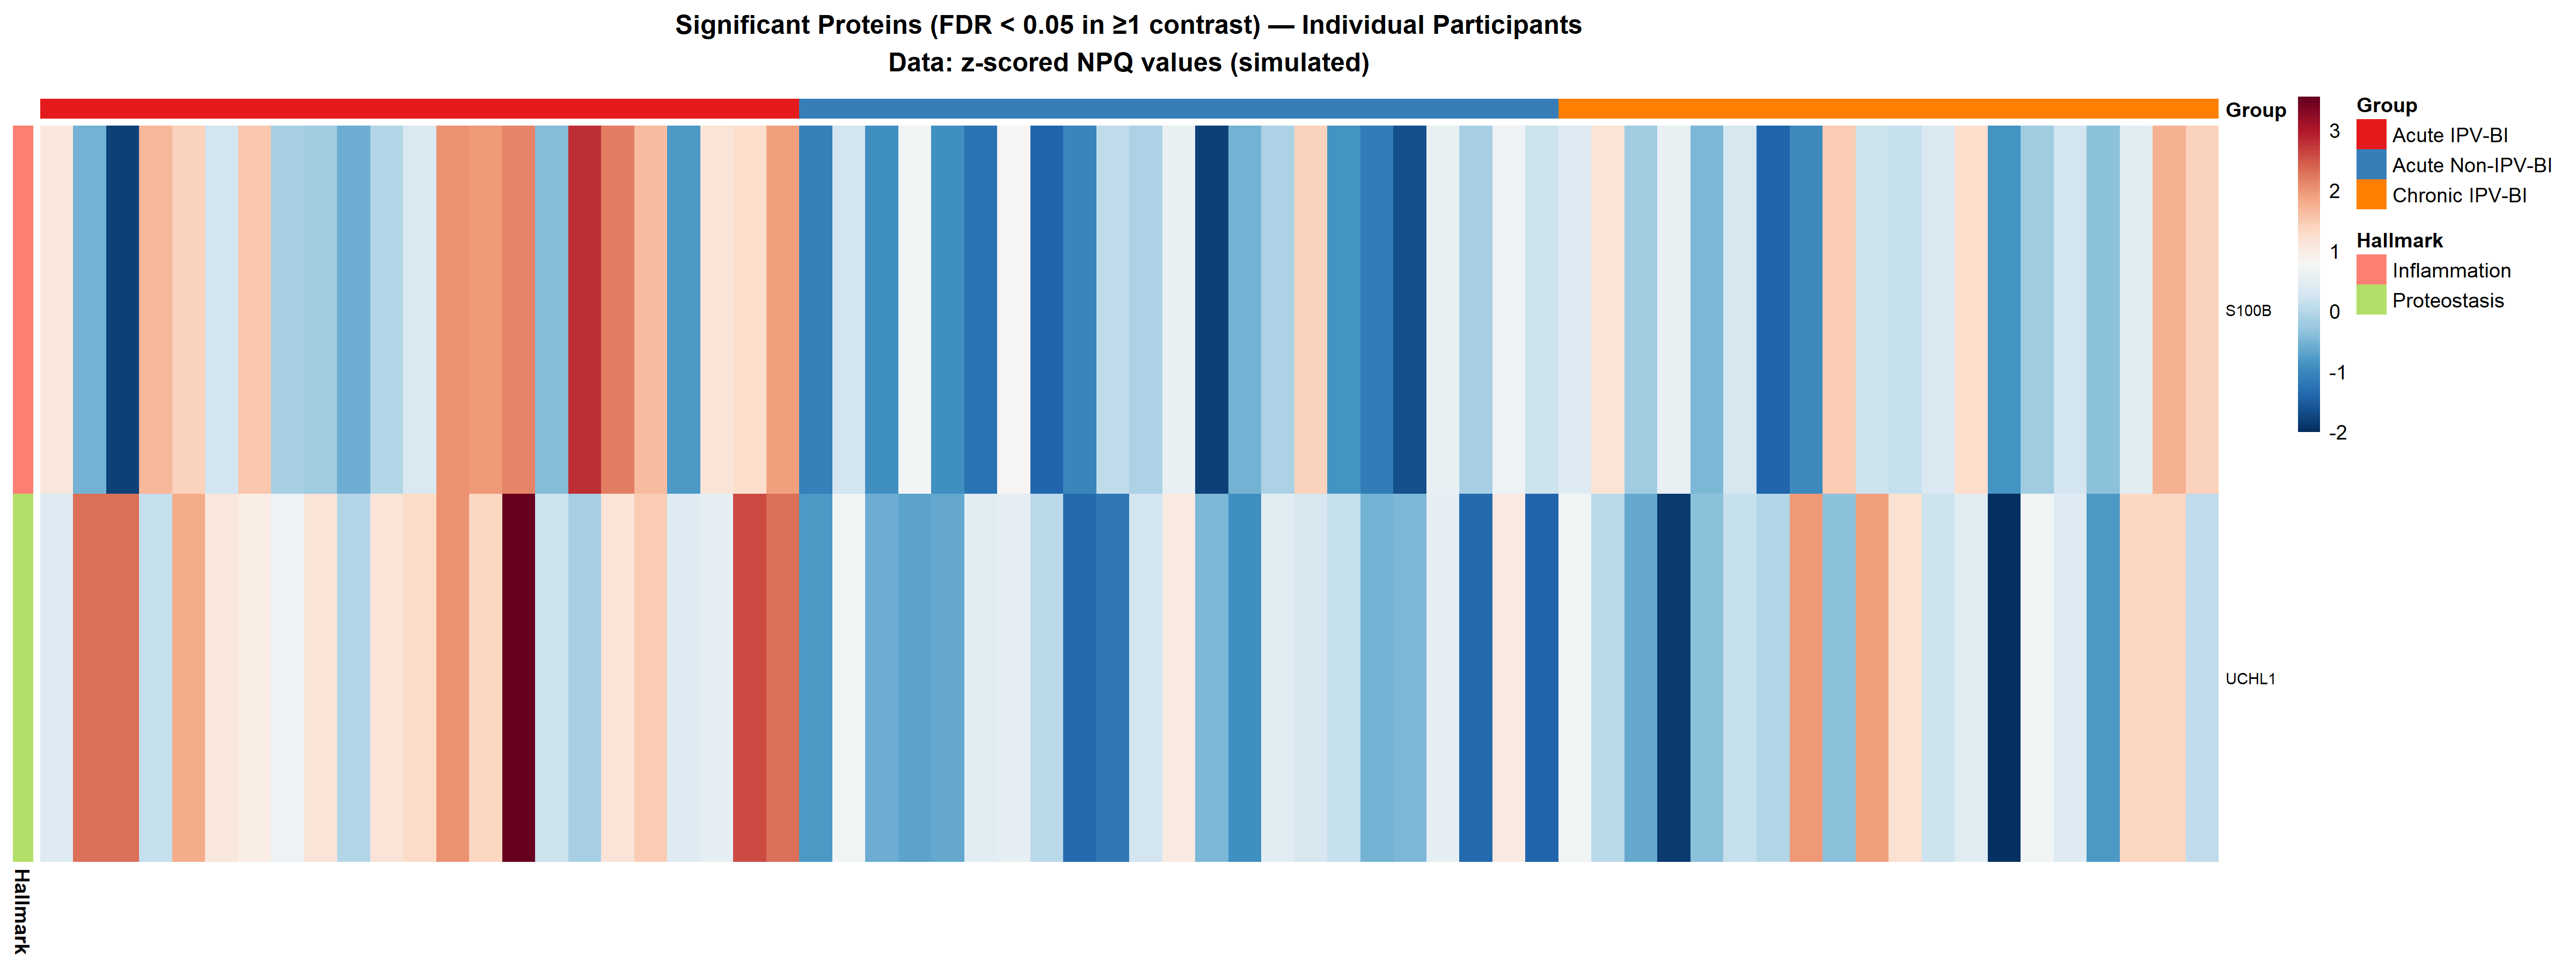 Significant Proteins (FDR < 0.05 in ≥1 contrast) — Individual Participants
Data: z-scored NPQ values (simulated)
Group
S100B
UCHL1
Hallmark
3
2
1
0
-1
-2
Group
Acute IPV-BI
Acute Non-IPV-BI
Chronic IPV-BI
Hallmark
Inflammation
Proteostasis